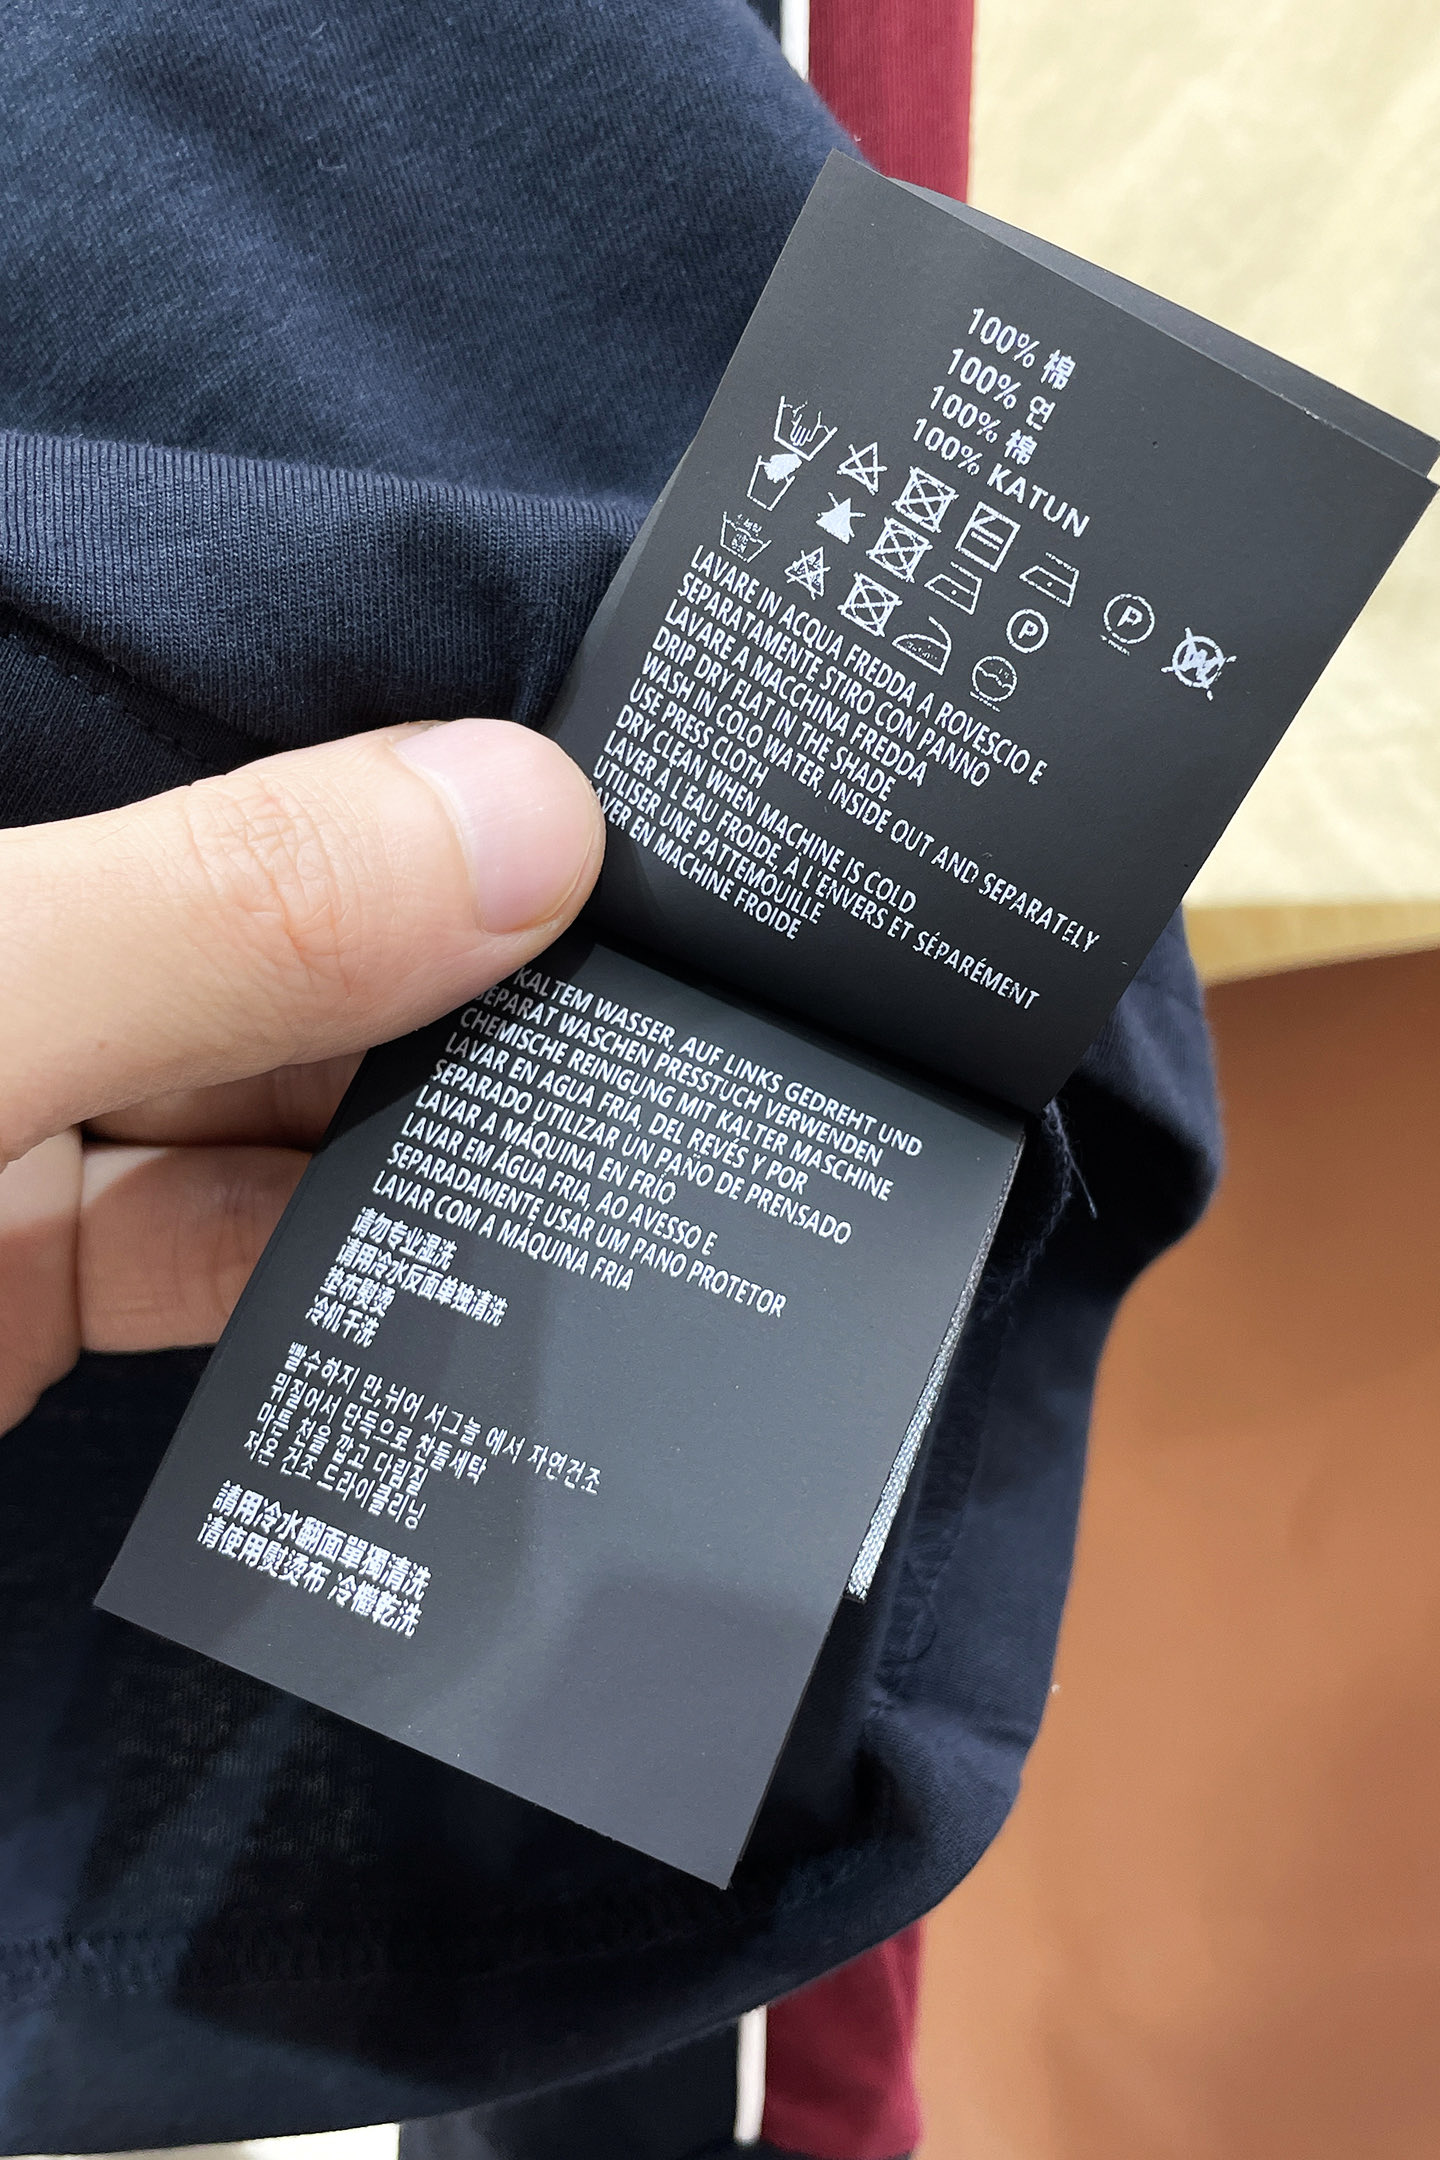 100% 棉
100% 면
100% 棉
100% KATUN
P
P
LAVARE IN ACQUA FREDDA A ROVESCIO E
SEPARATAMENTE STIRO CON PANNO
LAVARE A MACCHINA FREDDA
DRIP DRY FLAT IN THE SHADE
WASH IN COLD WATER, INSIDE OUT AND SEPARATELY
USE PRESS CLOTH
DRY CLEAN WHEN MACHINE IS COLD
LAVER À L'EAU FROIDE, À L'ENVERS ET SÉPARÉMENT
UTILISER UNE PATTEMOUILLE
AVER EN MACHINE FROIDE
KALTEM WASSER, AUF LINKS GEDREHT UND
SEPARAT WASCHEN PRESSTUCH VERWENDEN
CHEMISCHE REINIGUNG MIT KALTER MASCHINE
LAVAR EN AGUA FRIA, DEL REVÉS Y POR
SEPARADO UTILIZAR UN PAÑO DE PRENSADO
LAVAR A MÁQUINA EN FRÍO
LAVAR EM ÁGUA FRIA, AO AVESSO E
SEPARADAMENTE USAR UM PANO PROTETOR
LAVAR COM A MÁQUINA FRIA
请勿专业湿洗
请用冷水反面单独清洗
垫布熨烫
冷机干洗
빨수하지 만,뉘어 서그늘 에서 자연건조
뒤집어서 단독으로 찬물세탁
마른 천을 깔고 다림질
저온 건조 드라이클리닝
請用冷水翻面單獨清洗
请使用熨烫布 冷機乾洗